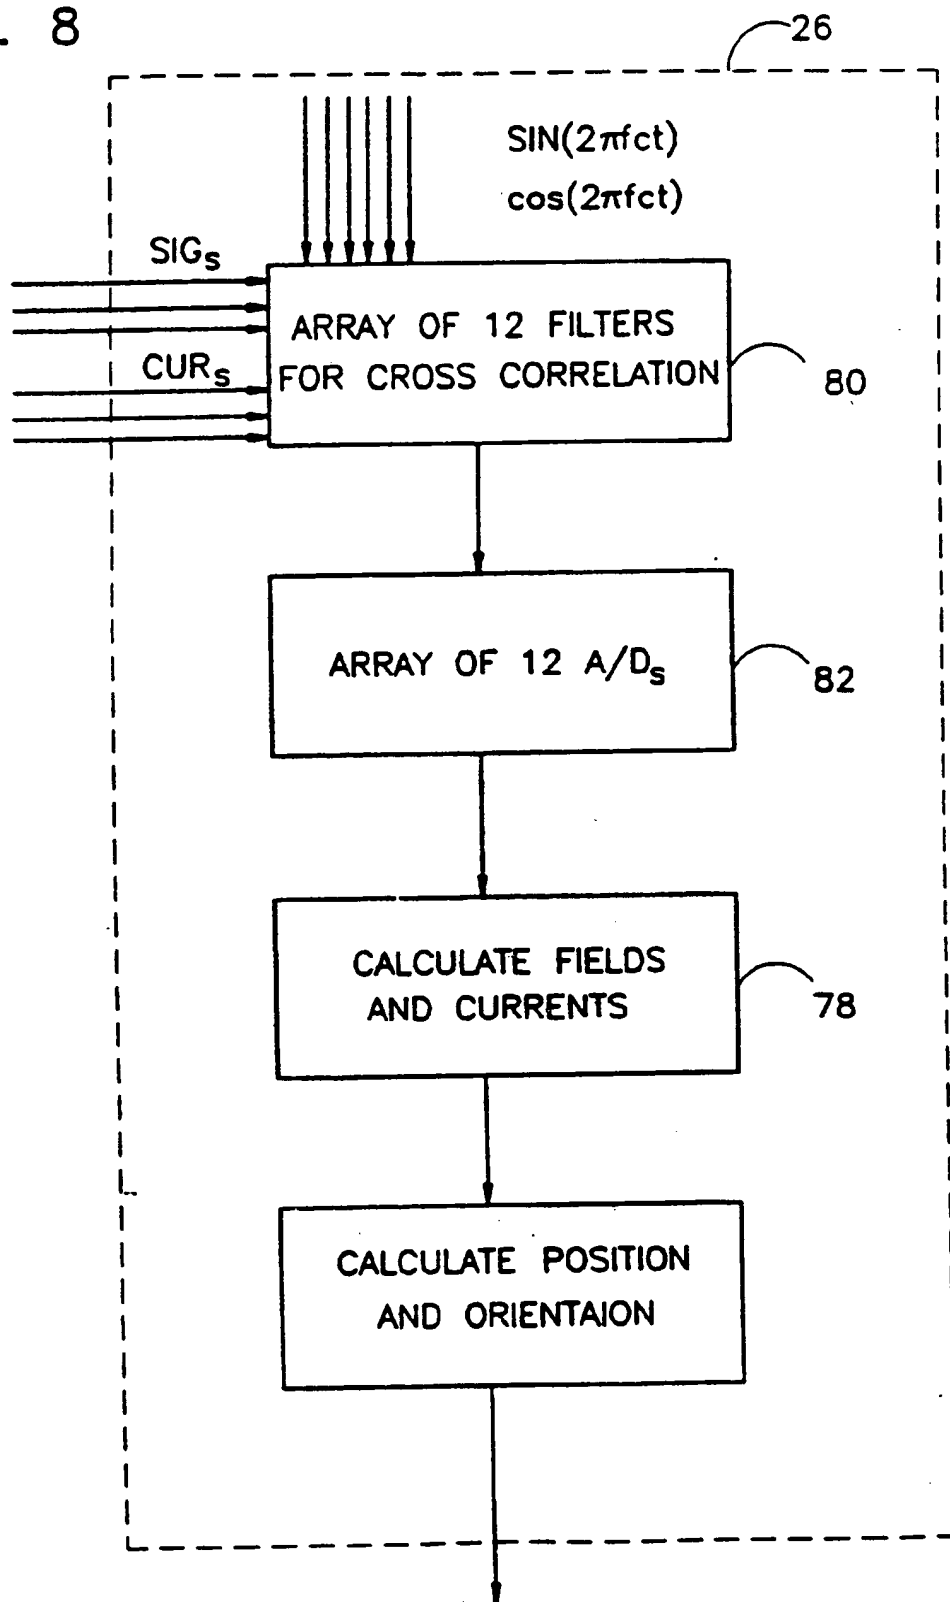 . 8
26
SIN(2πfct)
cos(2πfct)
SIGs
ARRAY OF 12 FILTERS
FOR CROSS CORRELATION
CURs
80
ARRAY OF 12 A/Ds
82
CALCULATE FIELDS
AND CURRENTS
78
CALCULATE POSITION
AND ORIENTAION